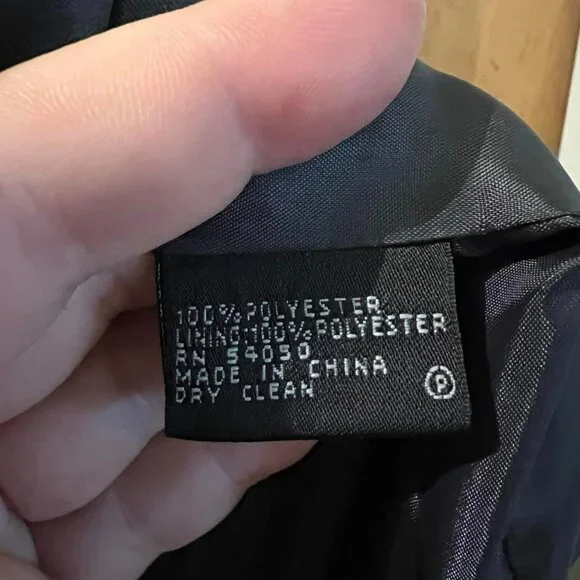 100% POLYESTER
LINING:100% POLYESTER
RN 54050
MADE IN CHINA
DRY CLEAN
P